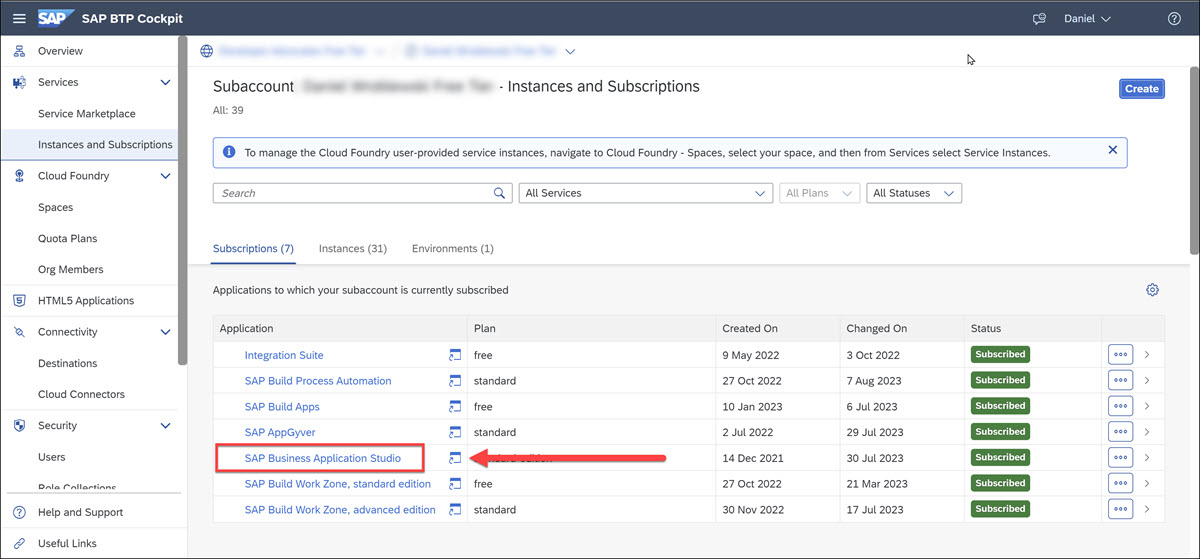 SAP SAP BTP Cockpit Daniel
Overview
Services
Service Marketplace
Instances and Subscriptions
Cloud Foundry
Spaces
Quota Plans
Org Members
HTML5 Applications
Connectivity
Destinations
Cloud Connectors
Security
Users
Role Collections
Help and Support
Useful Links
Subaccount - Instances and Subscriptions
Create
All: 39
To manage the Cloud Foundry user-provided service instances, navigate to Cloud Foundry - Spaces, select your space, and then from Services select Service Instances.
Search All Services All Plans All Statuses
Subscriptions (7) Instances (31) Environments (1)
Applications to which your subaccount is currently subscribed
Application Plan Created On Changed On Status
Integration Suite free 9 May 2022 3 Oct 2022 Subscribed
SAP Build Process Automation standard 27 Oct 2022 7 Aug 2023 Subscribed
SAP Build Apps free 10 Jan 2023 6 Jul 2023 Subscribed
SAP AppGyver standard 2 Jul 2022 29 Jul 2023 Subscribed
SAP Business Application Studio edition 14 Dec 2021 30 Jul 2023 Subscribed
SAP Build Work Zone, standard edition free 27 Oct 2022 21 Mar 2023 Subscribed
SAP Build Work Zone, advanced edition standard 30 Nov 2022 17 Jul 2023 Subscribed